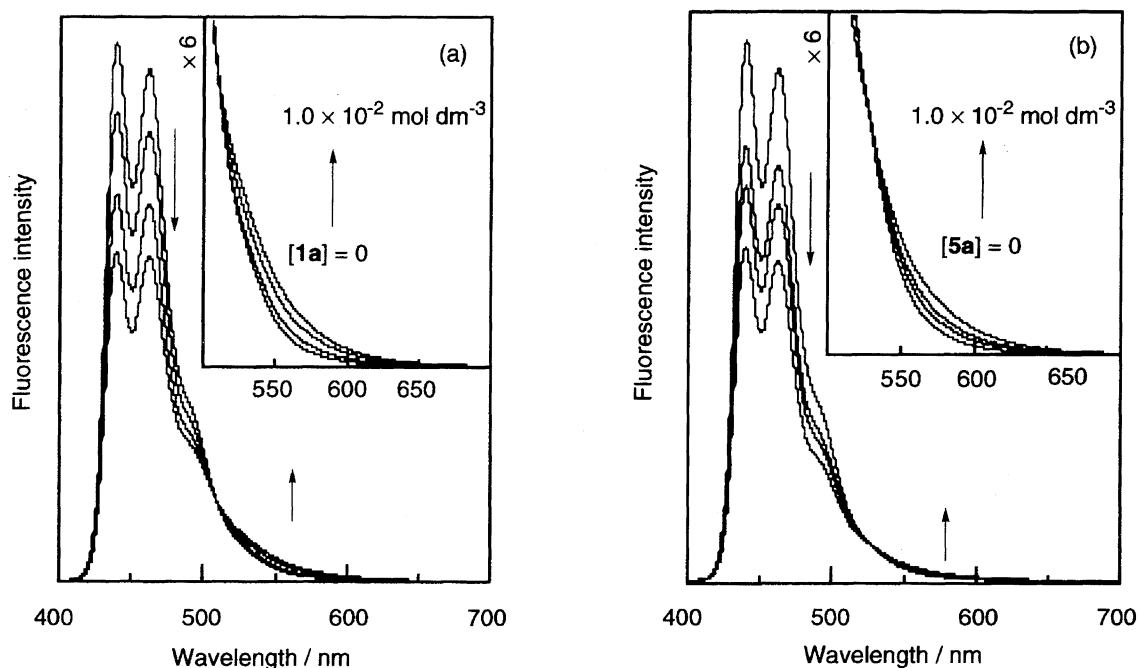 (a)
× 6
1.0 × 10⁻² mol dm⁻³
[1a] = 0
550 600 650
Fluorescence intensity
400 500 600 700
Wavelength / nm
(b)
× 6
1.0 × 10⁻² mol dm⁻³
[5a] = 0
550 600 650
Fluorescence intensity
400 500 600 700
Wavelength / nm